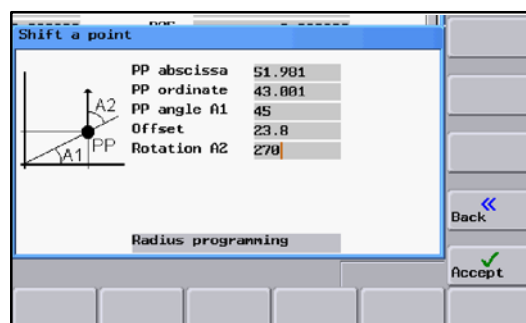 Shift a point
PP abscissa 51.981
PP ordinate 43.001
PP angle A1 45
Offset 23.8
Rotation A2 270
A2
PP
A1
Radius programming
Back
Accept